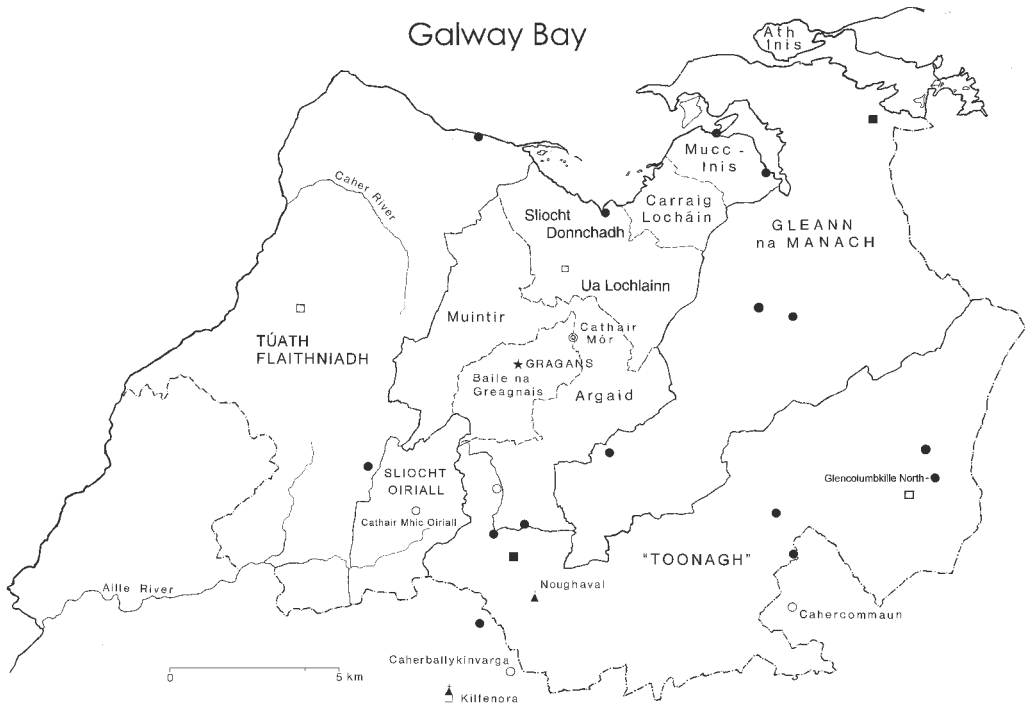 Galway Bay
Ath
Inis
Mucc -
Inis
Caher River
Carraig
Locháin
Sliocht
Donnchadh
GLEANN
na MANACH
Ua Lochlainn
Muintir
Cathair
Mór
TÚATH
FLAITHNIADH
GRAGANS
Baile na
Greagnais
Argaid
SLIOCHT
OIRIALL
Glencolumbkille North
Cathair Mhic Oiriall
"TOONAGH"
Aille River
Noughaval
Cahercommaun
Caherballykinvarga
0 5 km
Kilfenora